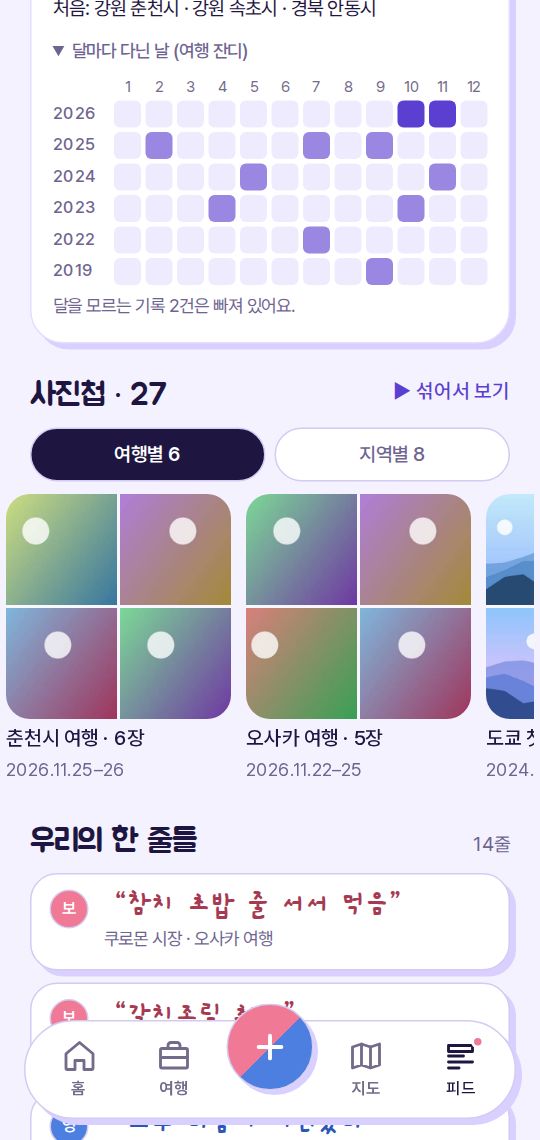 처음: 강원 춘천시 · 강원 속초시 · 경북 안동시
▼ 달마다 다닌 날 (여행 잔디)
1 2 3 4 5 6 7 8 9 10 11 12
2026
2025
2024
2023
2022
2019
달을 모르는 기록 2건은 빠져 있어요.
사진첩 · 27
▶ 섞어서 보기
여행별 6
지역별 8
춘천시 여행 · 6장
2026.11.25–26
오사카 여행 · 5장
2026.11.22–25
도쿄
2024.
우리의 한 줄들
14줄
보
“참치 초밥 줄 서서 먹음”
쿠로몬 시장 · 오사카 여행
“갈치조림
홈
여행
+
지도
피드